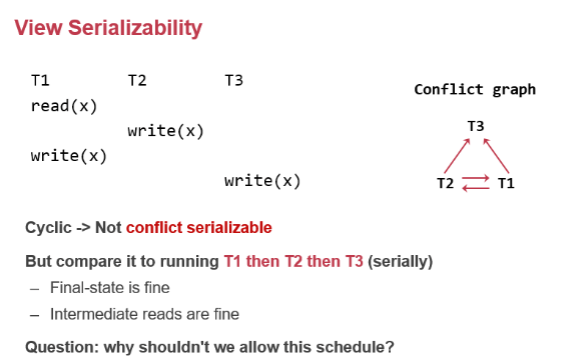 View Serializability
T1 T2 T3
read(x)
write(x)
write(x)
write(x)
Conflict graph
T3
T2 T1
Cyclic -> Not conflict serializable
But compare it to running T1 then T2 then T3 (serially)
– Final-state is fine
– Intermediate reads are fine
Question: why shouldn't we allow this schedule?